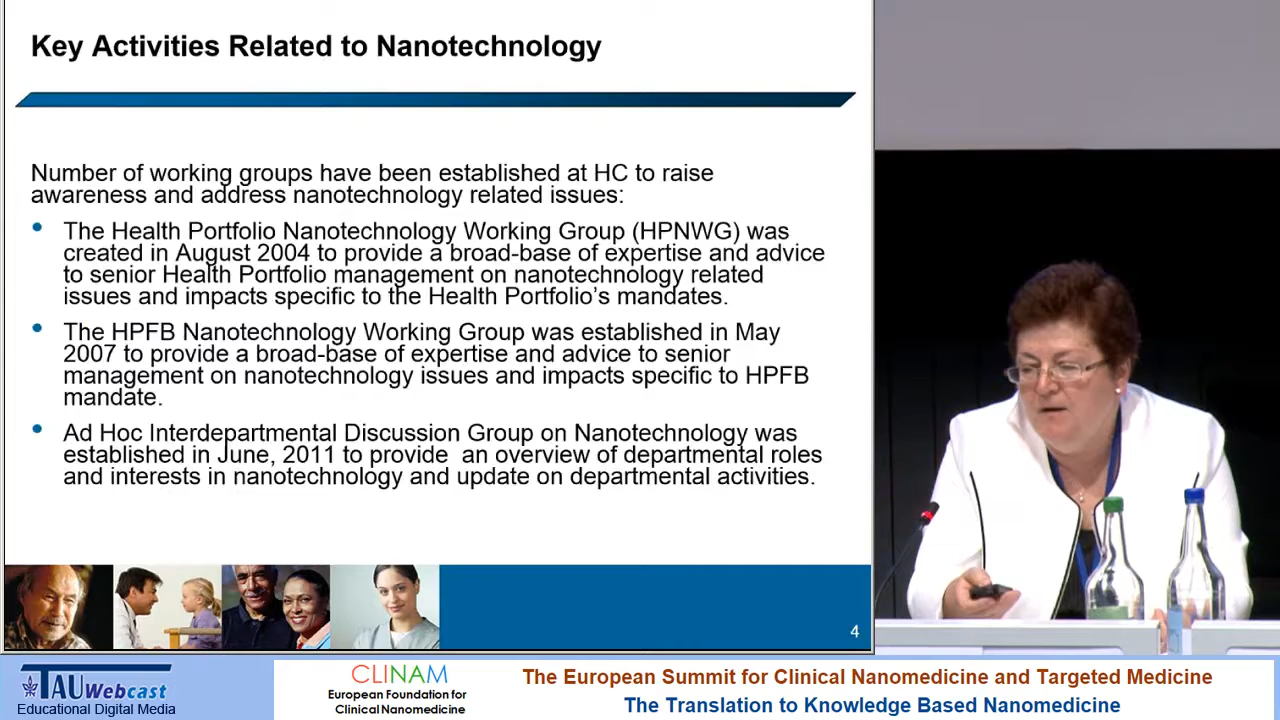 Key Activities Related to Nanotechnology
Number of working groups have been established at HC to raise
awareness and address nanotechnology related issues:
• The Health Portfolio Nanotechnology Working Group (HPNWG) was
created in August 2004 to provide a broad-base of expertise and advice
to senior Health Portfolio management on nanotechnology related
issues and impacts specific to the Health Portfolio’s mandates.
• The HPFB Nanotechnology Working Group was established in May
2007 to provide a broad-base of expertise and advice to senior
management on nanotechnology issues and impacts specific to HPFB
mandate.
• Ad Hoc Interdepartmental Discussion Group on Nanotechnology was
established in June, 2011 to provide an overview of departmental roles
and interests in nanotechnology and update on departmental activities.
4
TAU Webcast
Educational Digital Media
CLINAM
European Foundation for
Clinical Nanomedicine
The European Summit for Clinical Nanomedicine and Targeted Medicine
The Translation to Knowledge Based Nanomedicine